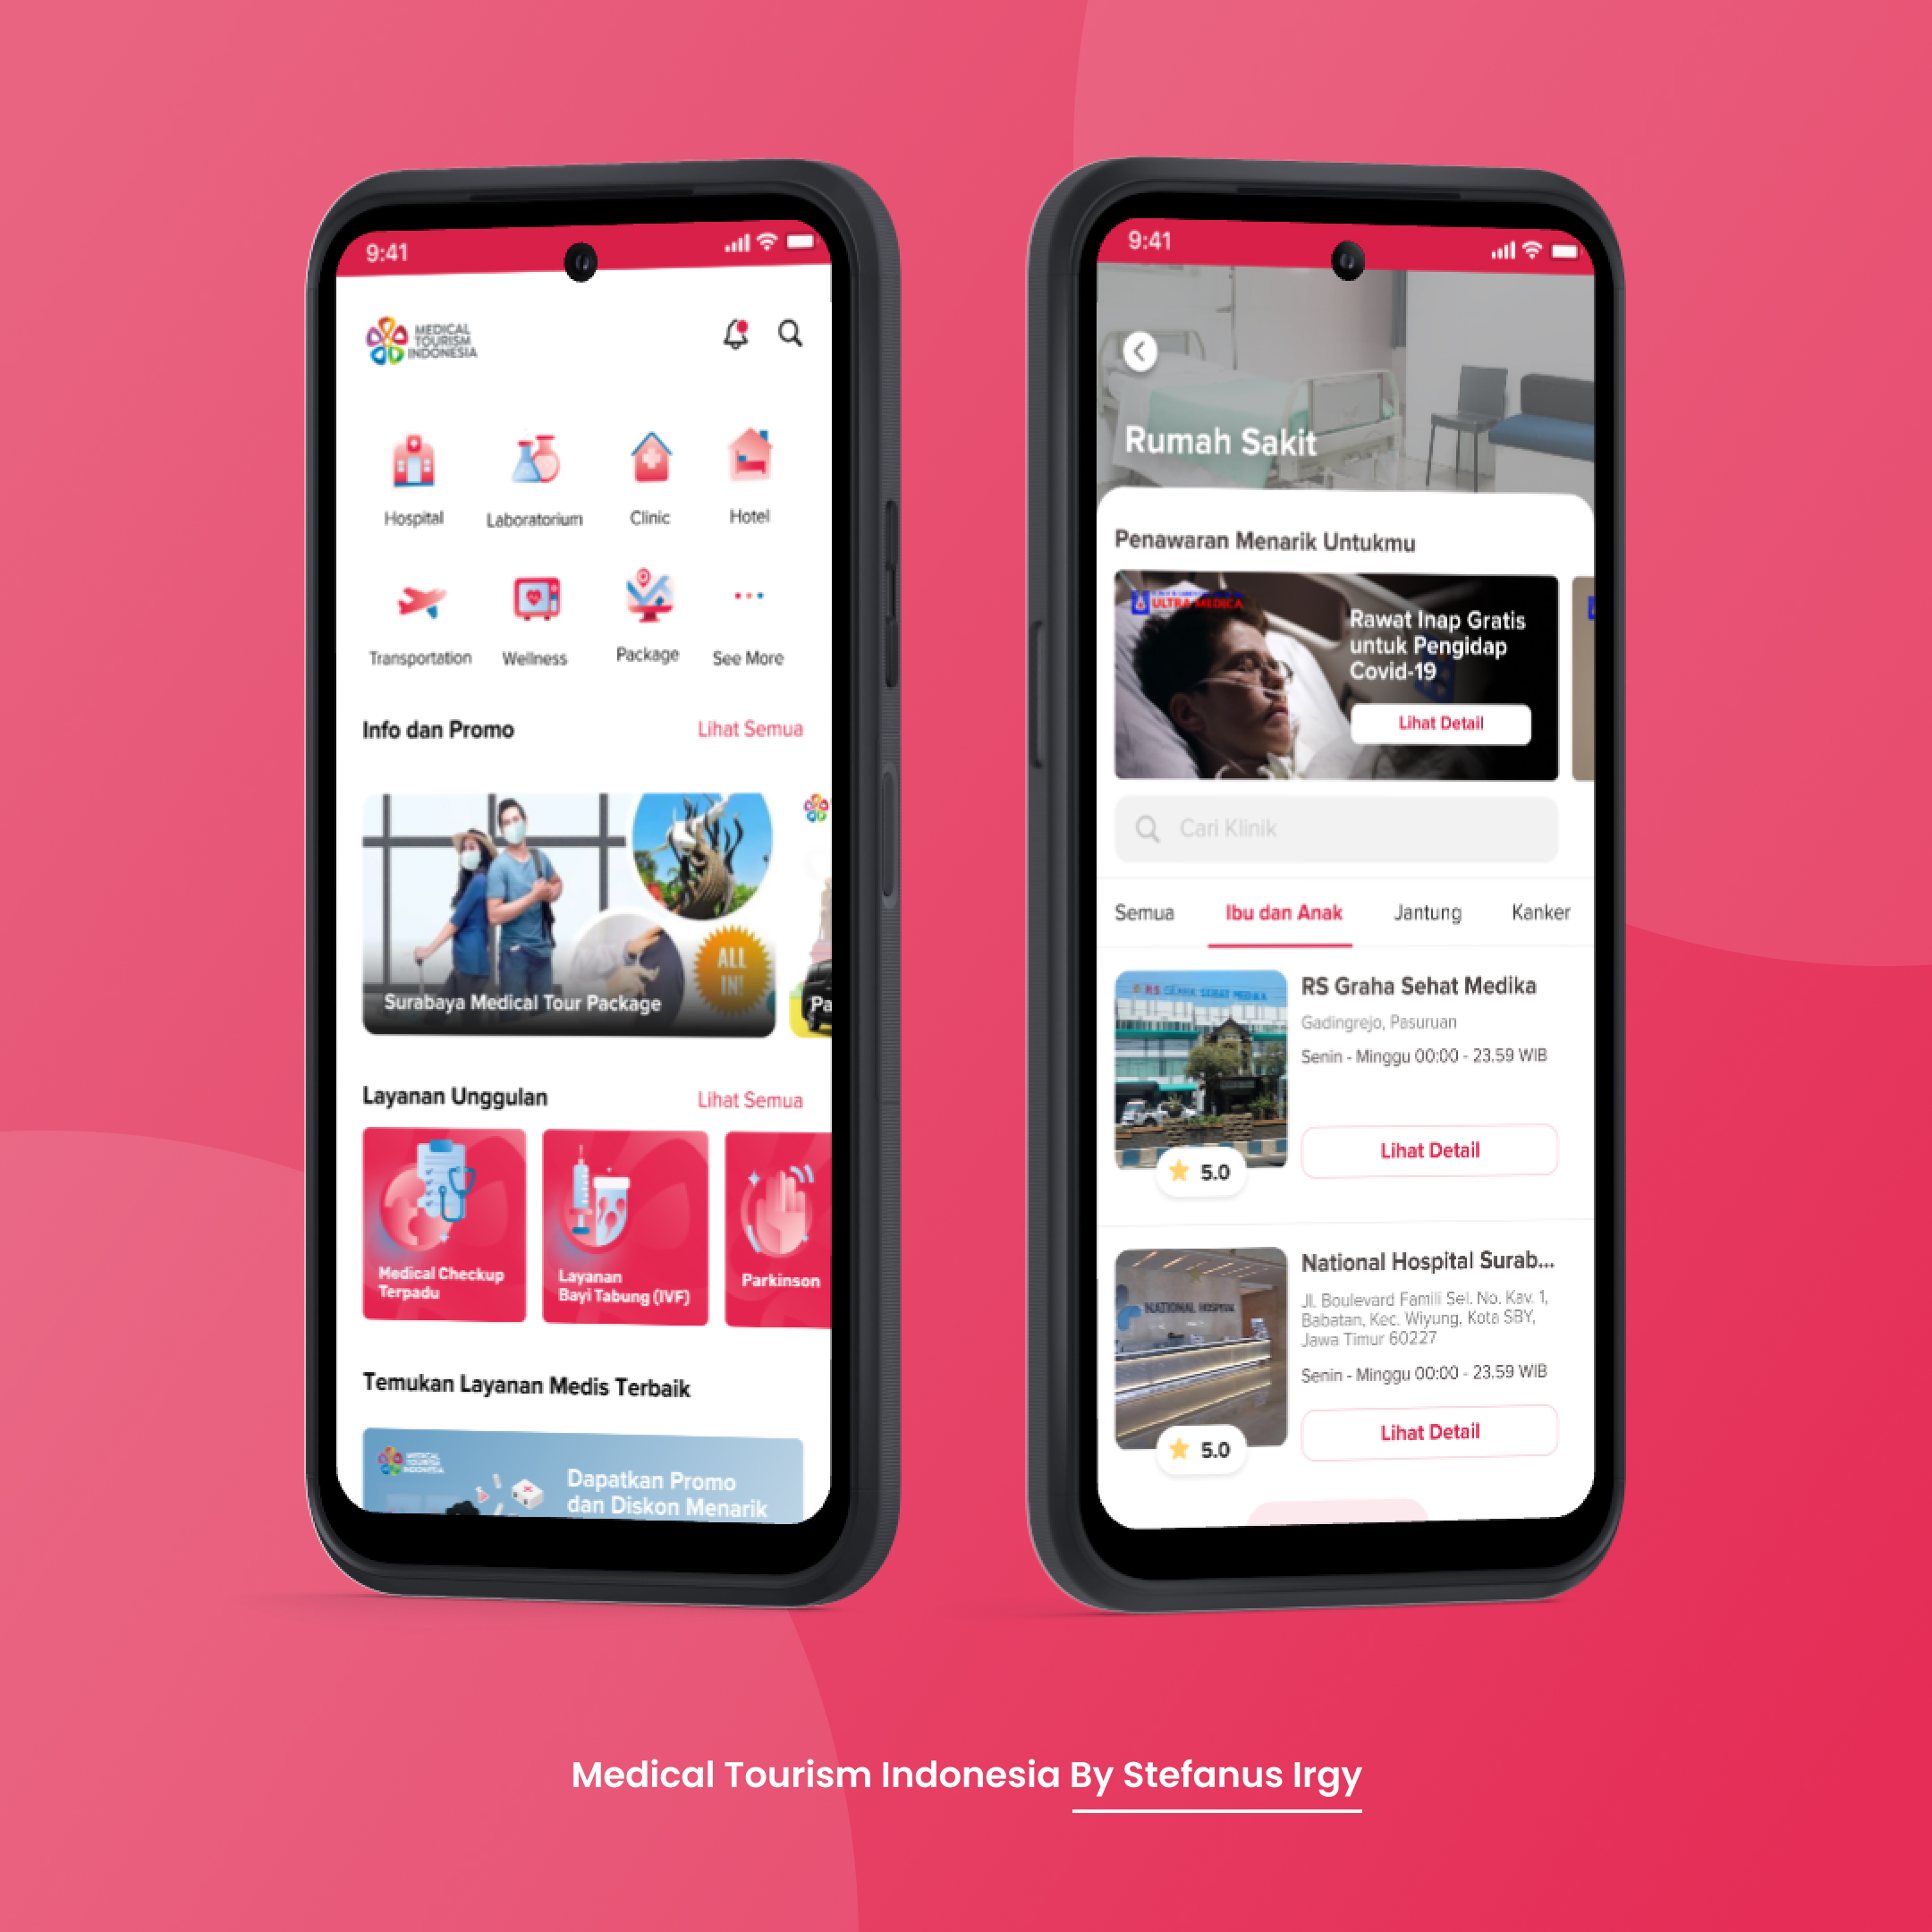 9:41
MEDICAL
TOURISM
INDONESIA
Hospital
Laboratorium
Clinic
Hotel
Transportation
Wellness
Package
See More
Info dan Promo
Lihat Semua
ALL
IN!
Surabaya Medical Tour Package
Pa
Layanan Unggulan
Lihat Semua
Medical Checkup
Terpadu
Layanan
Bayi Tabung (IVF)
Parkinson
Temukan Layanan Medis Terbaik
MEDICAL
TOURISM
INDONESIA
Dapatkan Promo
dan Diskon Menarik
9:41
Rumah Sakit
Penawaran Menarik Untukmu
ULTRA MEDICA
Rawat Inap Gratis
untuk Pengidap
Covid-19
Lihat Detail
Cari Klinik
Semua
Ibu dan Anak
Jantung
Kanker
RS GRAHA SEHAT MEDIKA
RS Graha Sehat Medika
Gadingrejo, Pasuruan
Senin - Minggu 00:00 - 23.59 WIB
Lihat Detail
5.0
NATIONAL HOSPITAL
National Hospital Surab...
Jl. Boulevard Famili Sel. No. Kav. 1,
Babatan, Kec. Wiyung, Kota SBY,
Jawa Timur 60227
Senin - Minggu 00:00 - 23.59 WIB
Lihat Detail
5.0
Medical Tourism Indonesia By Stefanus Irgy